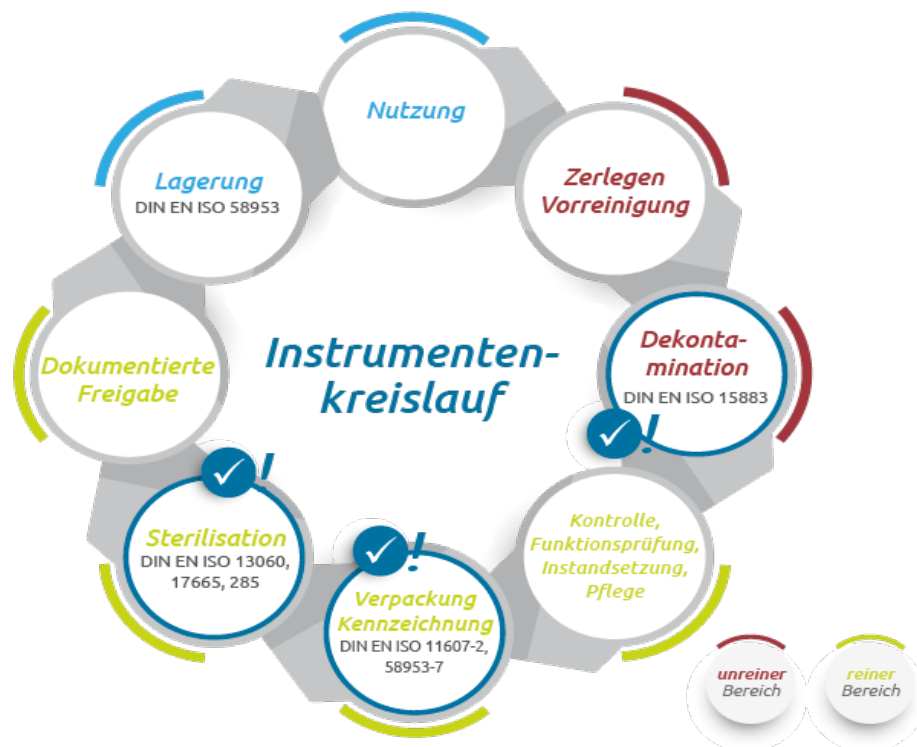 Nutzung
Zerlegen
Vorreinigung
Dekonta-
mination
DIN EN ISO 15883
!
Kontrolle,
Funktionsprüfung,
Instandsetzung,
Pflege
!
Verpackung
Kennzeichnung
DIN EN ISO 11607-2,
58953-7
!
Sterilisation
DIN EN ISO 13060,
17665, 285
Dokumentierte
Freigabe
Lagerung
DIN EN ISO 58953
Instrumenten-
kreislauf
unreiner
Bereich
reiner
Bereich